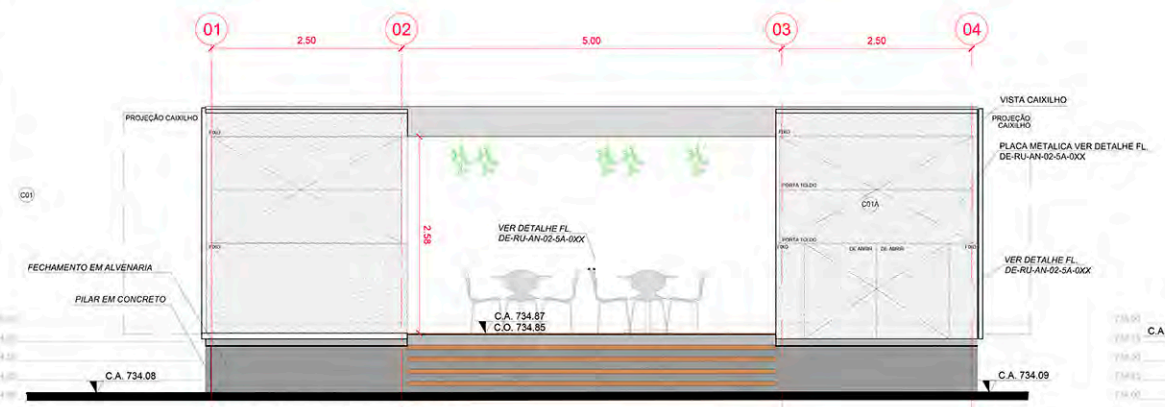 01 02 03 04
2.50 5.00 2.50
VISTA CAIXILHO
PROJEÇÃO CAIXILHO
PROJEÇÃO
CAIXILHO
FIXO
FIXO
PLACA METALICA VER DETALHE FL.
DE-RU-AN-02-5A-0XX
PORTA TOLDO
C01
C01A
2.58
VER DETALHE FL.
DE-RU-AN-02-5A-0XX
FIXO
PORTA TOLDO
FIXO
DE ABRIR
DE ABRIR
FIXO
VER DETALHE FL.
DE-RU-AN-02-5A-0XX
FECHAMENTO EM ALVENARIA
PILAR EM CONCRETO
C.A. 734.87
C.O. 734.85
C.A
C.A. 734.08
C.A. 734.09